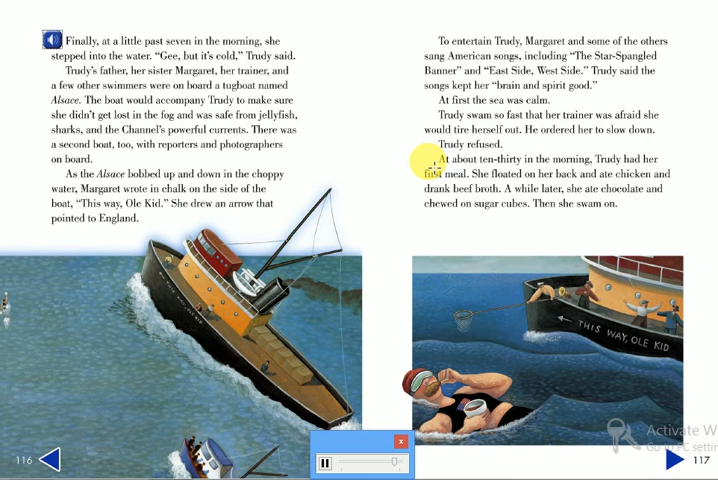 Finally, at a little past seven in the morning, she
stepped into the water. “Gee, but it's cold,” Trudy said.
Trudy's father, her sister Margaret, her trainer, and
a few other swimmers were on board a tugboat named
Alsace. The boat would accompany Trudy to make sure
she didn't get lost in the fog and was safe from jellyfish,
sharks, and the Channel's powerful currents. There was
a second boat, too, with reporters and photographers
on board.
As the Alsace bobbed up and down in the choppy
water, Margaret wrote in chalk on the side of the
boat, “This way, Ole Kid.” She drew an arrow that
pointed to England.
THIS WAY OLE KID
116
To entertain Trudy, Margaret and some of the others
sang American songs, including “The Star-Spangled
Banner” and “East Side, West Side.” Trudy said the
songs kept her “brain and spirit good.”
At first the sea was calm.
Trudy swam so fast that her trainer was afraid she
would tire herself out. He ordered her to slow down.
Trudy refused.
At about ten-thirty in the morning, Trudy had her
first meal. She floated on her back and ate chicken and
drank beef broth. A while later, she ate chocolate and
chewed on sugar cubes. Then she swam on.
← THIS WAY, OLE KID
x
Activate W
Go to PC settin
117